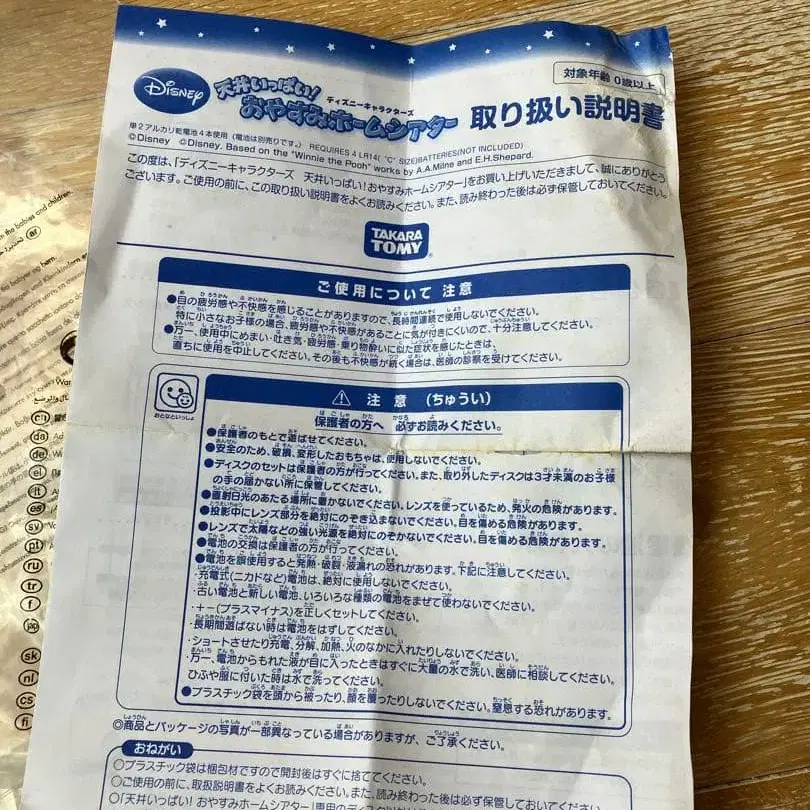 対象年齢 0歳以上
Disney
ディズニーキャラクターズ
天井いっぱい!
おやすみホームシアター 取り扱い説明書
単2アルカリ乾電池4本使用(電池は別売りです。) REQUIRES 4 LR14("C" SIZE)BATTERIES(NOT INCLUDED)
©Disney ©Disney. Based on the "Winnie the Pooh" works by A.A.Milne and E.H.Shepard.
この度は、「ディズニーキャラクターズ 天井いっぱい!おやすみホームシアター」をお買い上げいただきまして、誠にありがとう
ございます。ご使用の前に、この取り扱い説明書をよくお読みください。また、読み終わった後は必ず保管しておいてください。
TAKARA
TOMY
ご使用について 注意
●目の疲労感や不快感を感じることがありますので、長時間連続で使用しないでください。
特に小さなお子様の場合、疲労感や不快感があることに気が付きにくいので、十分注意してください。
●万一、使用中にめまい・吐き気・疲労感・乗り物酔いに似た症状を感じたときは、
直ちに使用を中止してください。その後も不快感が続く場合は、医師の診察を受けてください。
おとなといっしょ
注意(ちゅうい)
保護者の方へ 必ずお読みください。
●保護者のもとで遊ばせてください。
●安全のため、破損、変形したおもちゃは、使用しないでください。
●ディスクのセットは保護者の方が行ってください。また、取り外したディスクは3才未満のお子様
の手の届かない所に保管してください。
●直射日光のあたる場所に置かないでください。レンズを使っているため、発火の危険があります。
●投影中にレンズ部分を絶対にのぞき込まないでください。目を傷める危険があります。
●レンズで太陽などの強い光源を絶対にのぞかないでください。目を傷める危険があります。
●電池の交換は保護者の方が行ってください。
●電池を誤使用すると発熱・破裂・液漏れの恐れがあります。下記に注意してください。
・充電式(ニカドなど)電池は、絶対に使用しないでください。
・古い電池と新しい電池、いろいろな種類の電池をまぜて使わないでください。
・+-(プラスマイナス)を正しくセットしてください。
・長期間遊ばない時は電池をはずしてください。
・ショートさせたり充電、分解、加熱、火のなかに入れたりしないでください。
・万一、電池からもれた液が目に入ったときはすぐに大量の水で洗い、医師に相談してください。
ひふや服に付いた時は水で洗ってください。
●プラスチック袋を頭から被ったり、顔を覆ったりしないでください。窒息する恐れがあります。
◎商品とパッケージの写真が一部異なっている場合がありますが、ご了承ください。
おねがい
○プラスチック袋は梱包材ですので開封後はすぐに捨ててください。
○ご使用の前に、取扱説明書をよくお読みください。また、読み終わった後は必ず保管しておいてください
○「天井いっぱい!おやすみホームシアター」専用のディスク以外は
ar
da
de
el
it
es
sv
pt
ru
tr
f
sk
nl
cs
fi